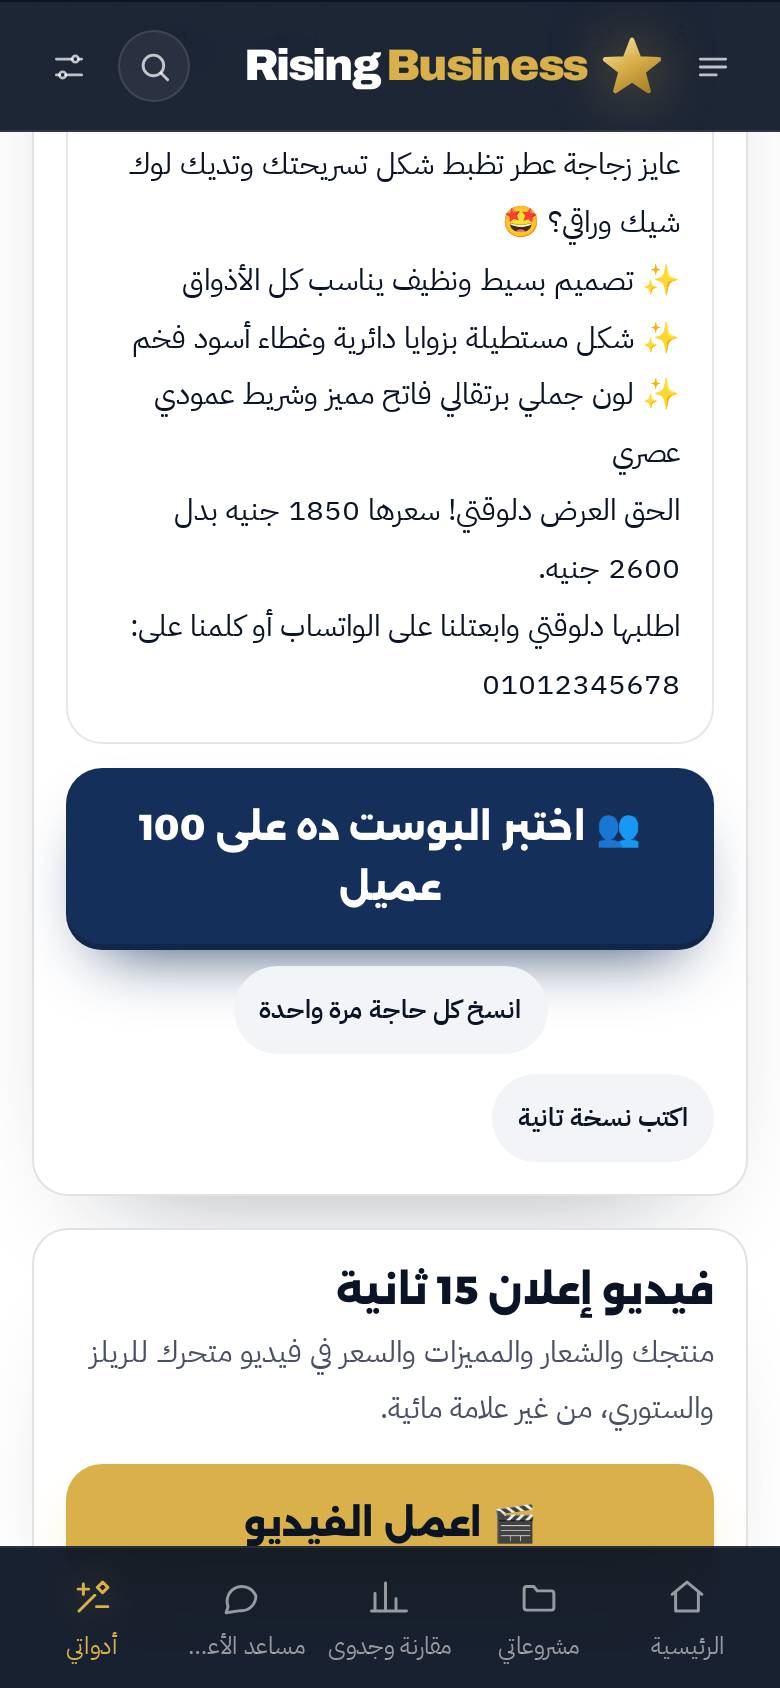 Rising Business
عايز زجاجة عطر تظبط شكل تسريحتك وتديك لوك
شيك وراقي؟ 🤩
✨ تصميم بسيط ونظيف يناسب كل الأذواق
✨ شكل مستطيلة بزوايا دائرية وغطاء أسود فخم
✨ لون جملي برتقالي فاتح مميز وشريط عمودي
عصري
الحق العرض دلوقتي! سعرها 1850 جنيه بدل
2600 جنيه.
اطلبها دلوقتي وابعتلنا على الواتساب أو كلمنا على:
01012345678
👥 اختبر البوست ده على 100
عميل
انسخ كل حاجة مرة واحدة
اكتب نسخة تانية
فيديو إعلان 15 ثانية
منتجك والشعار والمميزات والسعر في فيديو متحرك للريلز
والستوري، من غير علامة مائية.
🎬 اعمل الفيديو
الرئيسية
مشروعاتي
مقارنة وجدوى
مساعد الأعـ...
أدواتي